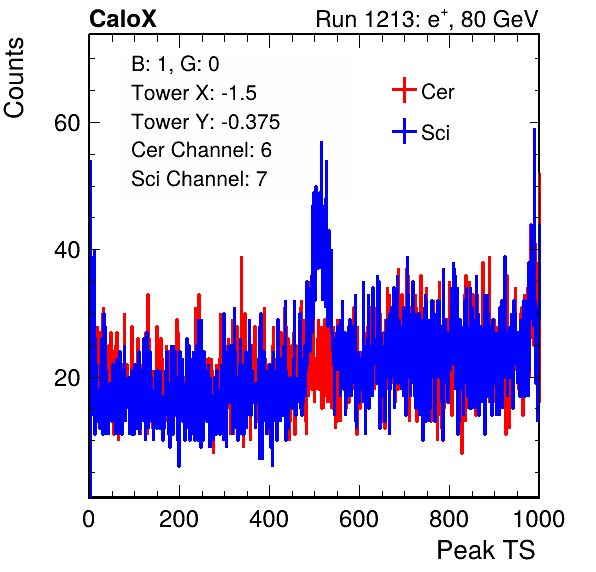 CaloX Run 1213: e+, 80 GeV
Counts
B: 1, G: 0
Tower X: -1.5
Tower Y: -0.375
Cer Channel: 6
Sci Channel: 7
Cer
Sci
60
40
20
0 200 400 600 800 1000
Peak TS